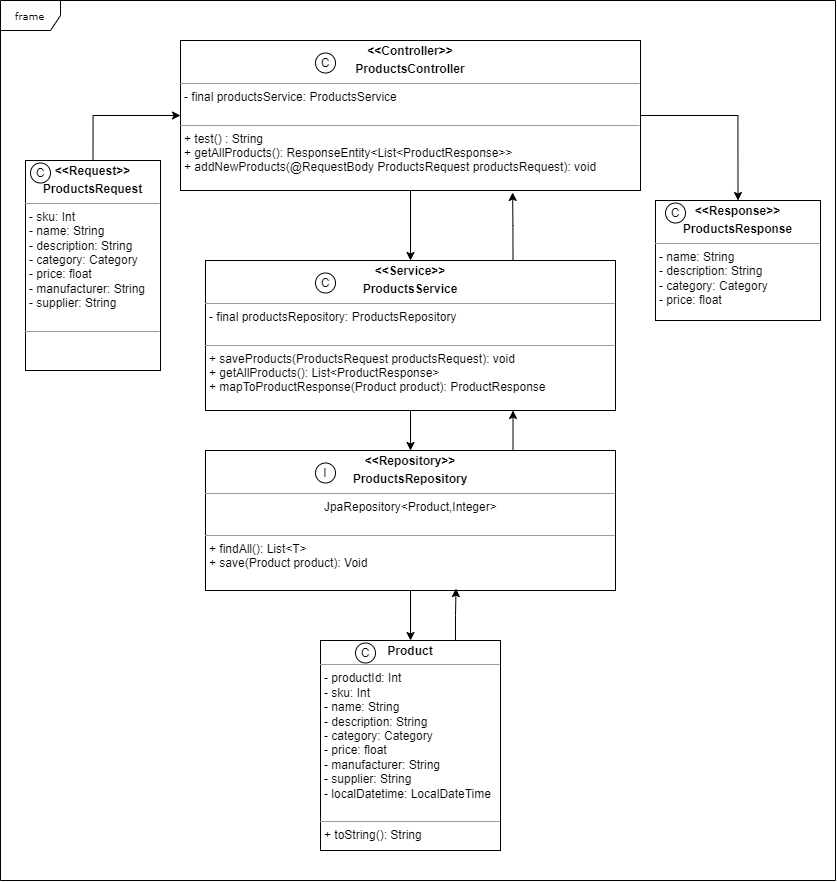 frame
<<Controller>>
C
ProductsController
- final productsService: ProductsService
+ test() : String
+ getAllProducts(): ResponseEntity<List<ProductResponse>>
+ addNewProducts(@RequestBody ProductsRequest productsRequest): void
C
<<Request>>
ProductsRequest
- sku: Int
- name: String
- description: String
- category: Category
- price: float
- manufacturer: String
- supplier: String
C
<<Response>>
ProductsResponse
- name: String
- description: String
- category: Category
- price: float
<<Service>>
C
ProductsService
- final productsRepository: ProductsRepository
+ saveProducts(ProductsRequest productsRequest): void
+ getAllProducts(): List<ProductResponse>
+ mapToProductResponse(Product product): ProductResponse
<<Repository>>
I
ProductsRepository
JpaRepository<Product,Integer>
+ findAll(): List<T>
+ save(Product product): Void
C
Product
- productId: Int
- sku: Int
- name: String
- description: String
- category: Category
- price: float
- manufacturer: String
- supplier: String
- localDatetime: LocalDateTime
+ toString(): String